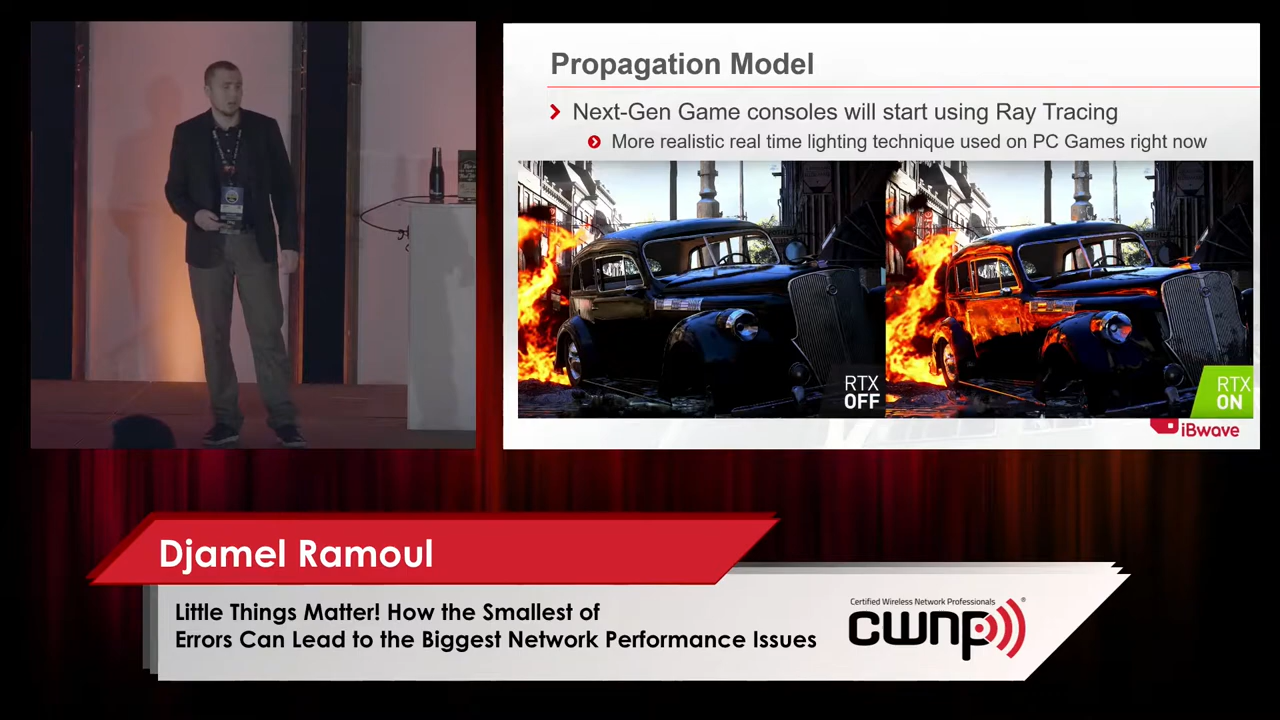 Propagation Model
Next-Gen Game consoles will start using Ray Tracing
More realistic real time lighting technique used on PC Games right now
RTX
OFF
RTX
ON
iBwave
Djamel Ramoul
Little Things Matter! How the Smallest of
Errors Can Lead to the Biggest Network Performance Issues
Certified Wireless Network Professionals
cwnp®